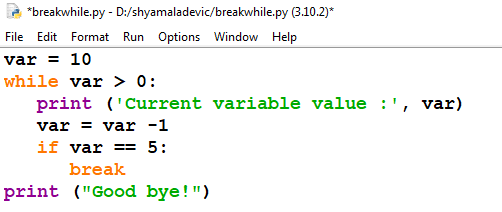 *breakwhile.py - D:/shyamaladevic/breakwhile.py (3.10.2)*
File Edit Format Run Options Window Help
var = 10
while var > 0:
   print ('Current variable value :', var)
   var = var -1
   if var == 5:
      break
print ("Good bye!")